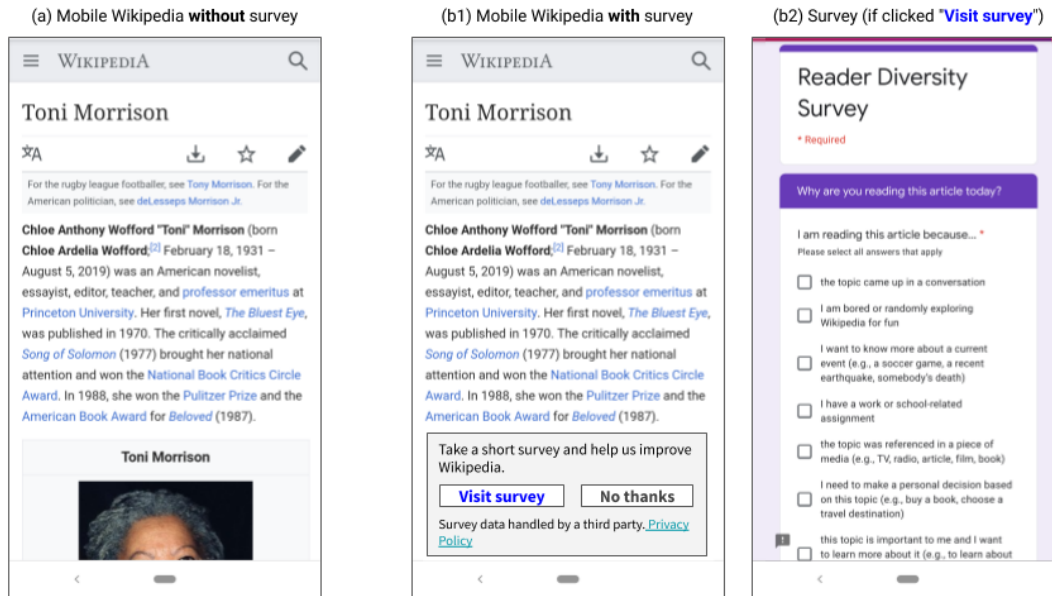 (a) Mobile Wikipedia without survey
WIKIPEDIA
Toni Morrison
For the rugby league footballer, see Tony Morrison. For the
American politician, see deLesseps Morrison Jr.
Chloe Anthony Wofford "Toni" Morrison (born
Chloe Ardelia Wofford;[2] February 18, 1931 –
August 5, 2019) was an American novelist,
essayist, editor, teacher, and professor emeritus at
Princeton University. Her first novel, The Bluest Eye,
was published in 1970. The critically acclaimed
Song of Solomon (1977) brought her national
attention and won the National Book Critics Circle
Award. In 1988, she won the Pulitzer Prize and the
American Book Award for Beloved (1987).
Toni Morrison
(b1) Mobile Wikipedia with survey
WIKIPEDIA
Toni Morrison
For the rugby league footballer, see Tony Morrison. For the
American politician, see deLesseps Morrison Jr.
Chloe Anthony Wofford "Toni" Morrison (born
Chloe Ardelia Wofford;[2] February 18, 1931 –
August 5, 2019) was an American novelist,
essayist, editor, teacher, and professor emeritus at
Princeton University. Her first novel, The Bluest Eye,
was published in 1970. The critically acclaimed
Song of Solomon (1977) brought her national
attention and won the National Book Critics Circle
Award. In 1988, she won the Pulitzer Prize and the
American Book Award for Beloved (1987).
Take a short survey and help us improve
Wikipedia.
Visit survey No thanks
Survey data handled by a third party. Privacy
Policy
(b2) Survey (if clicked "Visit survey")
Reader Diversity
Survey
* Required
Why are you reading this article today?
I am reading this article because... *
Please select all answers that apply
the topic came up in a conversation
I am bored or randomly exploring
Wikipedia for fun
I want to know more about a current
event (e.g., a soccer game, a recent
earthquake, somebody's death)
I have a work or school-related
assignment
the topic was referenced in a piece of
media (e.g., TV, radio, article, film, book)
I need to make a personal decision based
on this topic (e.g., buy a book, choose a
travel destination)
this topic is important to me and I want
to learn more about it (e.g., to learn about